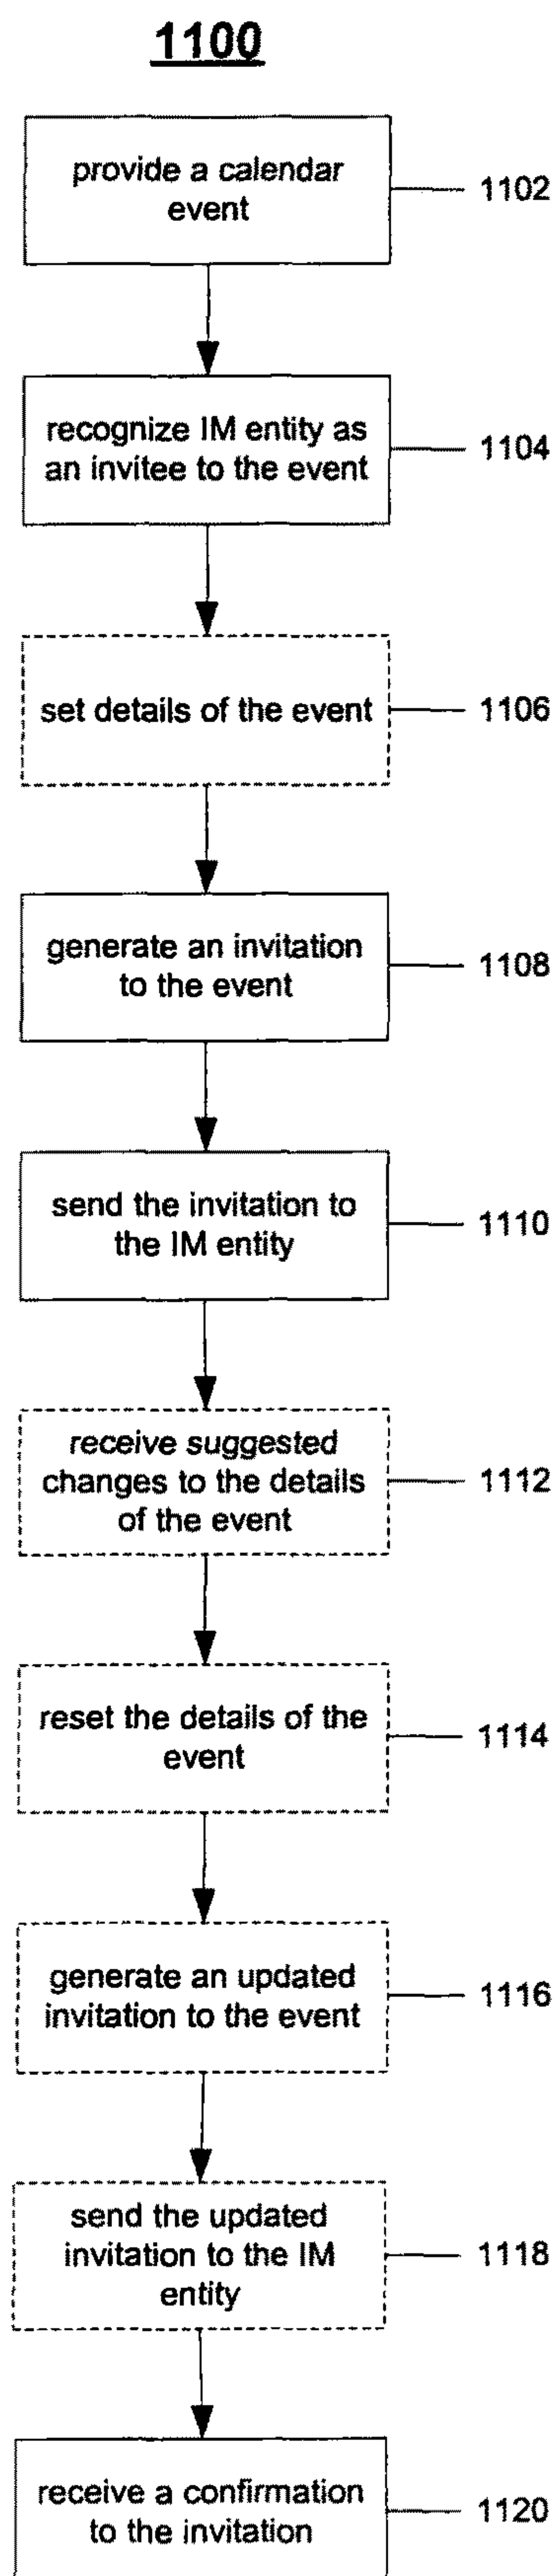 1100
provide a calendar
event
1102
recognize IM entity as
an invitee to the event
1104
set details of the event
1106
generate an invitation
to the event
1108
send the invitation to
the IM entity
1110
receive suggested
changes to the details
of the event
1112
reset the details of the
event
1114
generate an updated
invitation to the event
1116
send the updated
invitation to the IM
entity
1118
receive a confirmation
to the invitation
1120